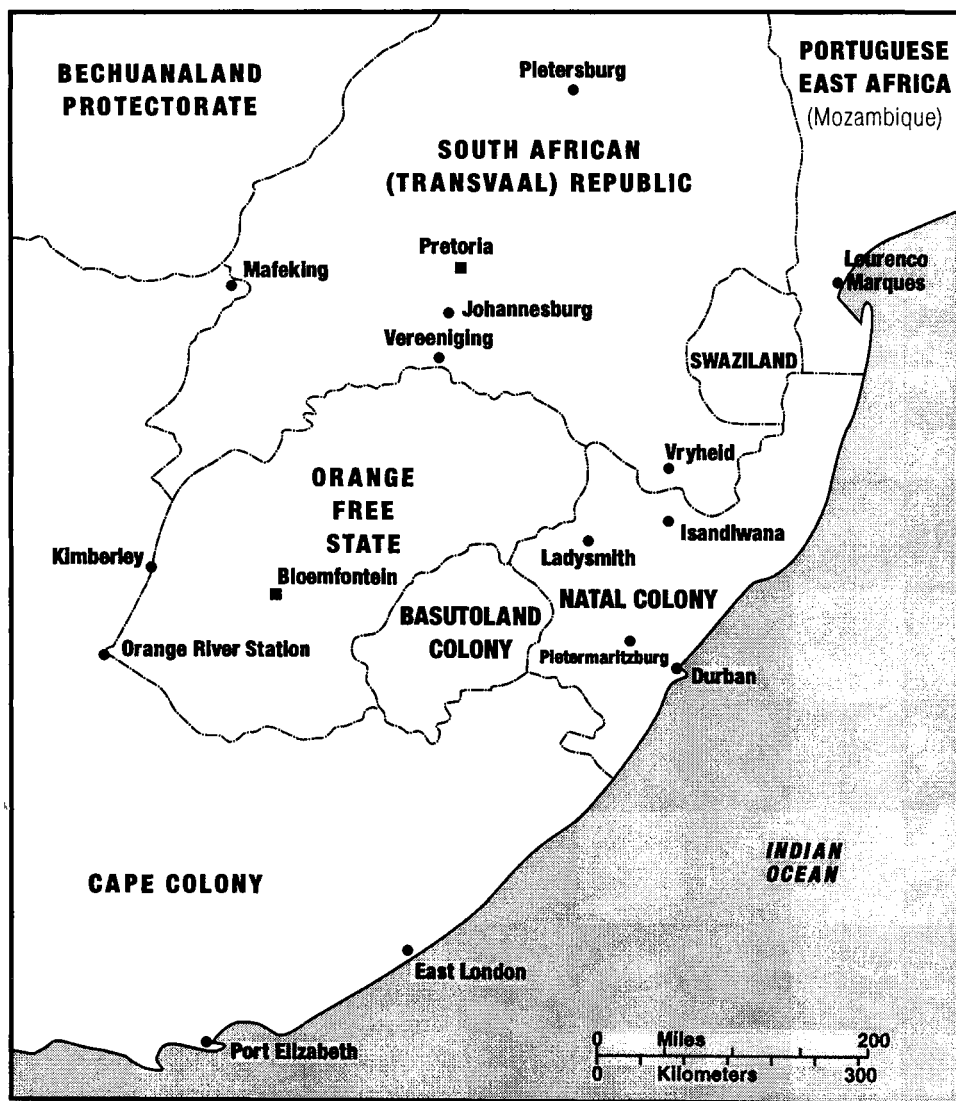 BECHUANALAND
PROTECTORATE
Pietersburg
PORTUGUESE
EAST AFRICA
(Mozambique)
SOUTH AFRICAN
(TRANSVAAL) REPUBLIC
Pretoria
Mafeking
Lourenco
Marques
Johannesburg
Vereeniging
SWAZILAND
Vryheid
ORANGE
FREE
STATE
Isandlwana
Ladysmith
Kimberley
Bloemfontein
NATAL COLONY
BASUTOLAND
COLONY
Orange River Station
Pietermaritzburg
Durban
INDIAN
OCEAN
CAPE COLONY
East London
Port Elizabeth
0 Miles 200
0 Kilometers 300